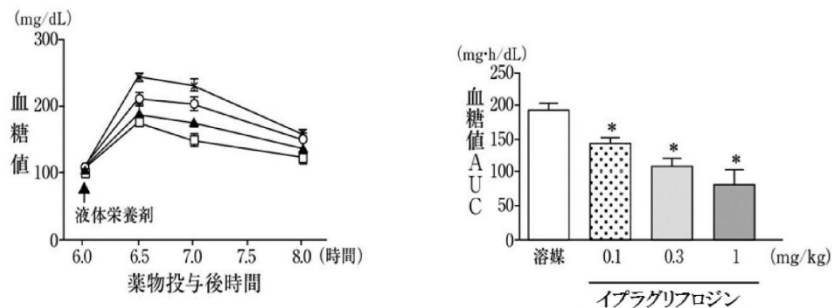 (mg/dL)
300
200
100
0
血糖値
液体栄養剤
6.0 6.5 7.0 8.0 (時間)
薬物投与後時間
(mg·h/dL)
250
200
150
100
50
0
血糖値AUC
* * *
溶媒 0.1 0.3 1 (mg/kg)
イプラグリフロジン